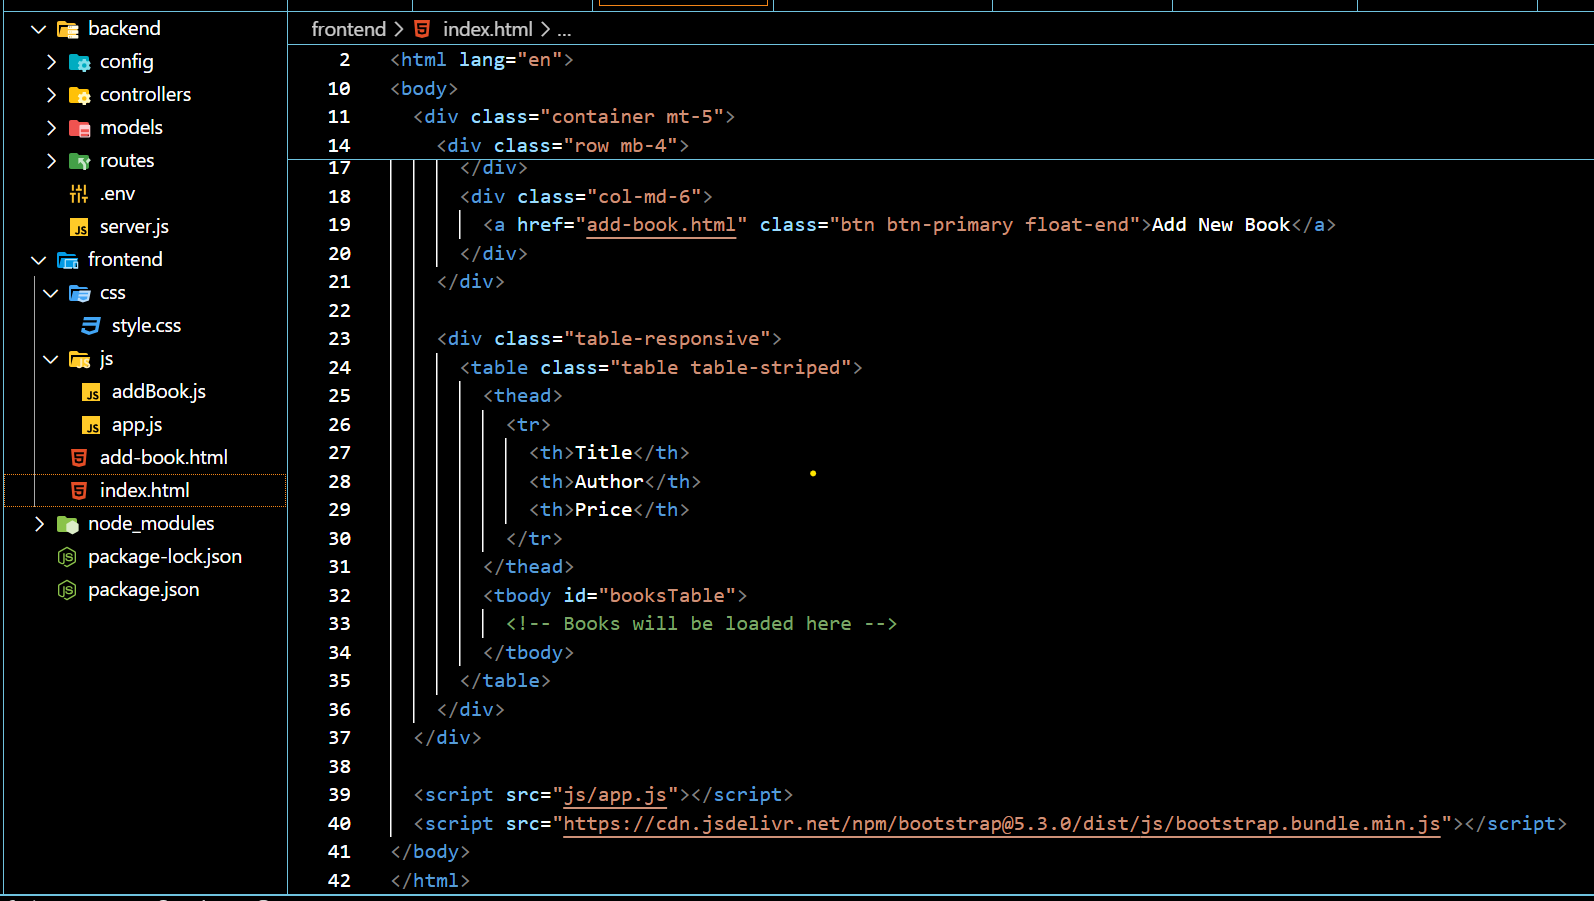 backend
config
controllers
models
routes
.env
server.js
frontend
css
style.css
js
addBook.js
app.js
add-book.html
index.html
node_modules
package-lock.json
package.json
frontend > index.html > ...
2 <html lang="en">
10 <body>
11 <div class="container mt-5">
14 <div class="row mb-4">
17 </div>
18 <div class="col-md-6">
19 <a href="add-book.html" class="btn btn-primary float-end">Add New Book</a>
20 </div>
21 </div>
22
23 <div class="table-responsive">
24 <table class="table table-striped">
25 <thead>
26 <tr>
27 <th>Title</th>
28 <th>Author</th>
29 <th>Price</th>
30 </tr>
31 </thead>
32 <tbody id="booksTable">
33 <!-- Books will be loaded here -->
34 </tbody>
35 </table>
36 </div>
37 </div>
38
39 <script src="js/app.js"></script>
40 <script src="https://cdn.jsdelivr.net/npm/bootstrap@5.3.0/dist/js/bootstrap.bundle.min.js"></script>
41 </body>
42 </html>